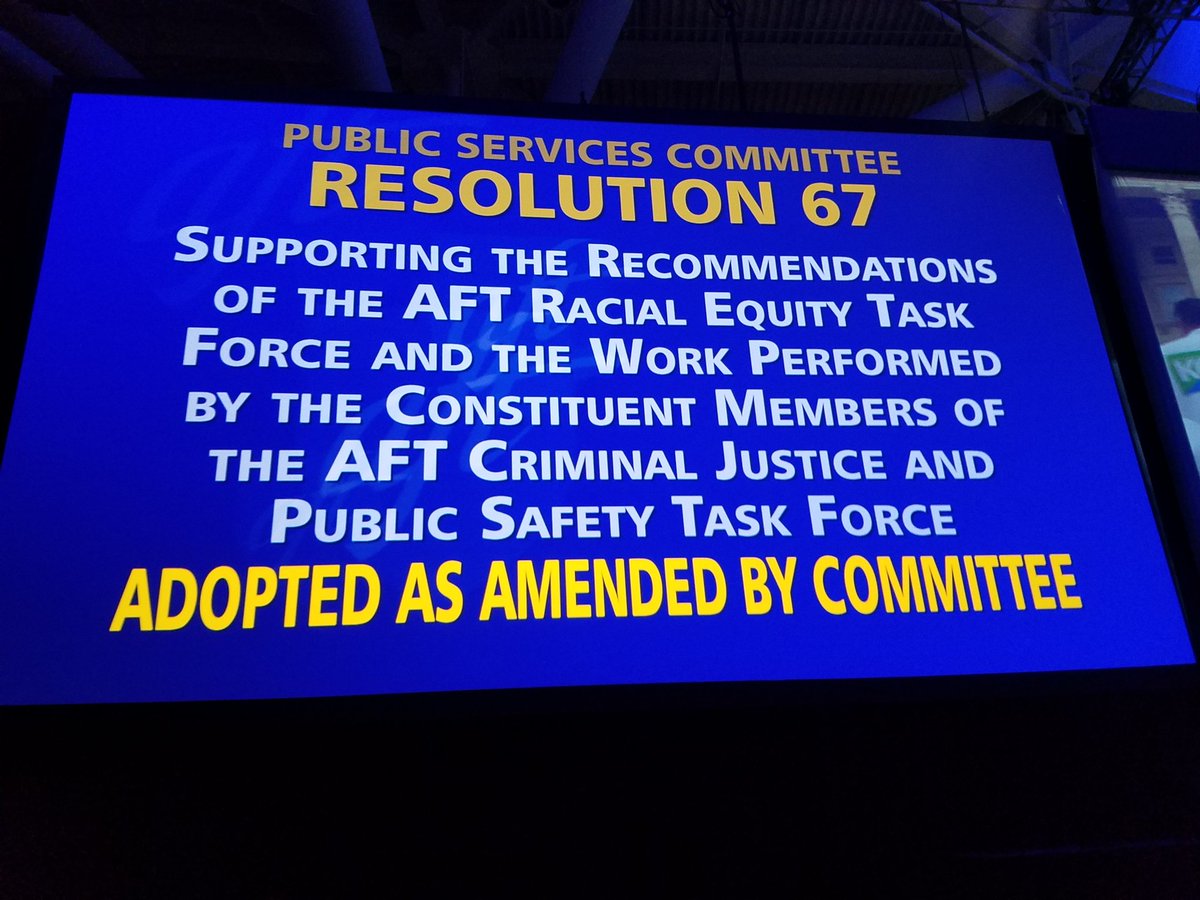 PUBLIC SERVICES COMMITTEE
RESOLUTION 67
SUPPORTING THE RECOMMENDATIONS
OF THE AFT RACIAL EQUITY TASK
FORCE AND THE WORK PERFORMED
BY THE CONSTITUENT MEMBERS OF
THE AFT CRIMINAL JUSTICE AND
PUBLIC SAFETY TASK FORCE
ADOPTED AS AMENDED BY COMMITTEE